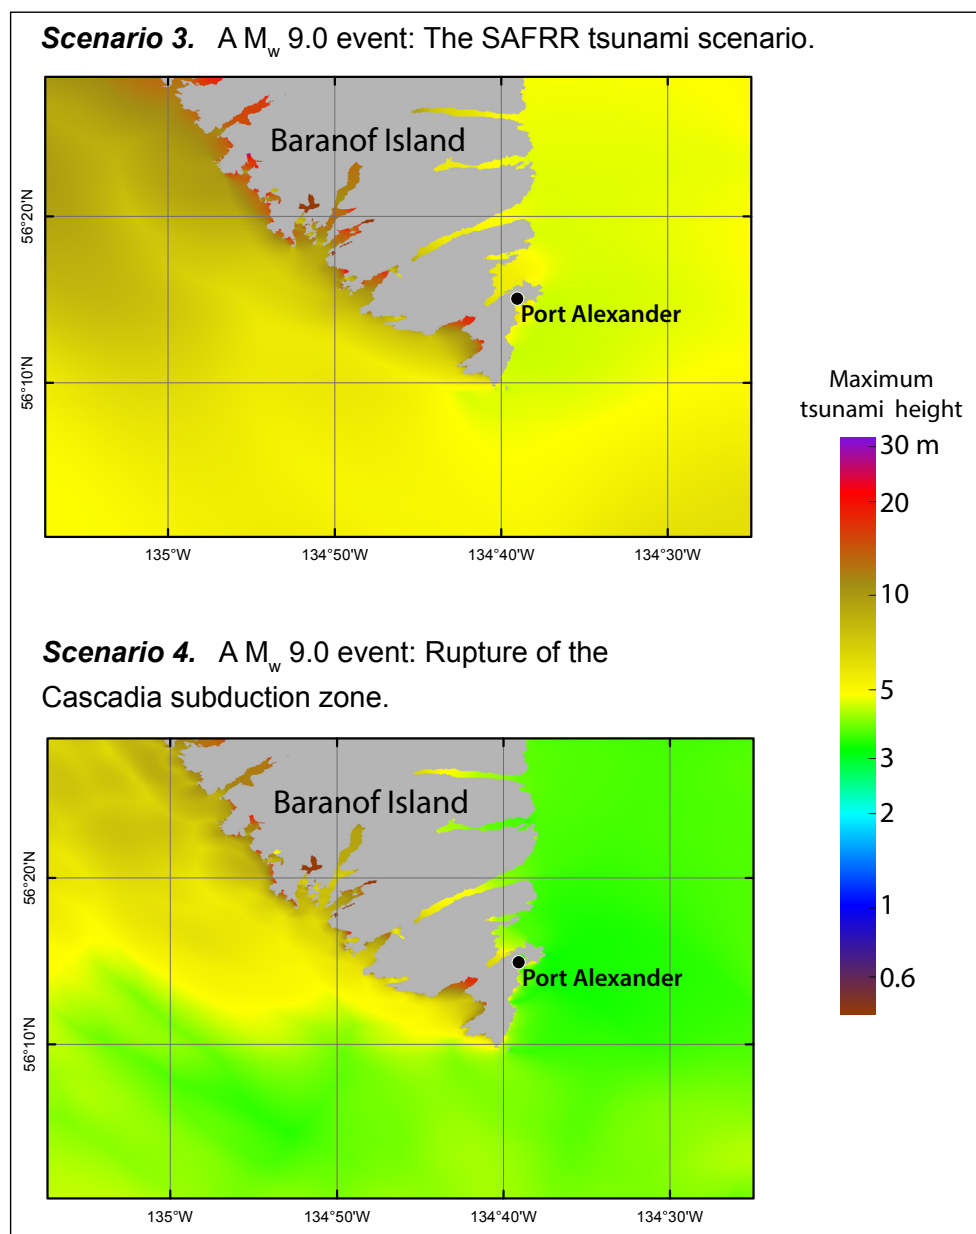 Scenario 3. A Mw 9.0 event: The SAFRR tsunami scenario.
Baranof Island
Port Alexander
56°20'N
56°10'N
135°W
134°50'W
134°40'W
134°30'W
Maximum
tsunami height
30 m
20
10
5
3
2
1
0.6
Scenario 4. A Mw 9.0 event: Rupture of the
Cascadia subduction zone.
Baranof Island
Port Alexander
56°20'N
56°10'N
135°W
134°50'W
134°40'W
134°30'W